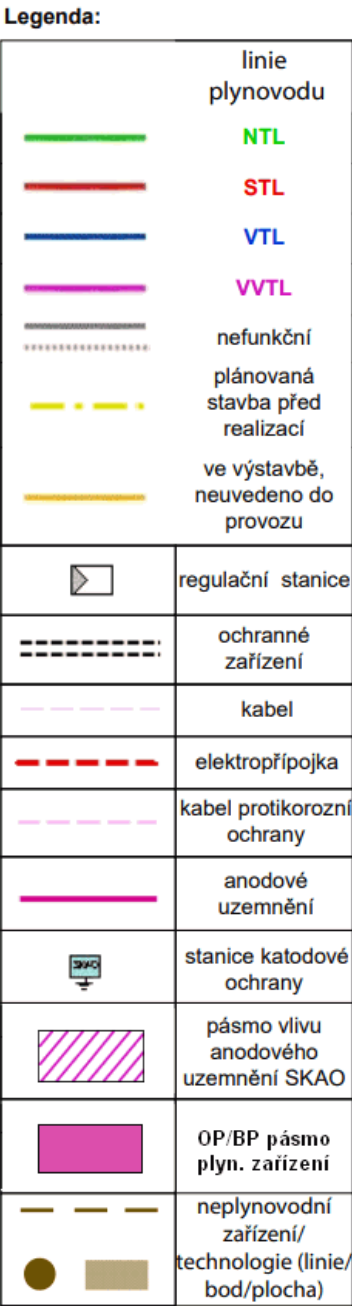 Legenda:
linie
plynovodu
NTL
STL
VTL
VVTL
nefunkční
plánovaná
stavba před
realizací
ve výstavbě,
neuvedeno do
provozu
regulační stanice
ochranné
zařízení
kabel
elektropřípojka
kabel protikorozní
ochrany
anodové
uzemnění
SKAO
stanice katodové
ochrany
pásmo vlivu
anodového
uzemnění SKAO
OP/BP pásmo
plyn. zařízení
neplynovodní
zařízení/
technologie (linie/
bod/plocha)